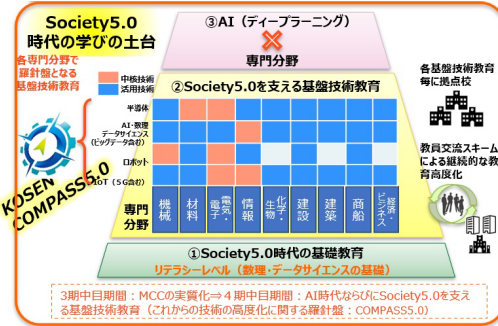 Society5.0
時代の学びの土台
各専門分野で
羅針盤となる
基盤技術教育
③AI（ディープラーニング）
専門分野
中核技術
活用技術
②Society5.0を支える基盤技術教育
半導体
AI・数理
データサイエンス
(ビッグデータ含む)
ロボット
IoT（5G含む）
KOSEN
COMPASS5.0
専門
分野
機械
材料
電気・電子
情報
化学・生物
建設
建築
商船
経済・ビジネス
各基盤技術教育
毎に拠点校
教員交流スキーム
による継続的な教
育高度化
①Society5.0時代の基礎教育
リテラシーレベル（数理・データサイエンスの基礎）
3期中目期間：MCCの実質化⇒４期中目期間：AI時代ならびにSociety5.0を支え
る基盤技術教育（これからの技術の高度化に関する羅針盤：COMPASS5.0）